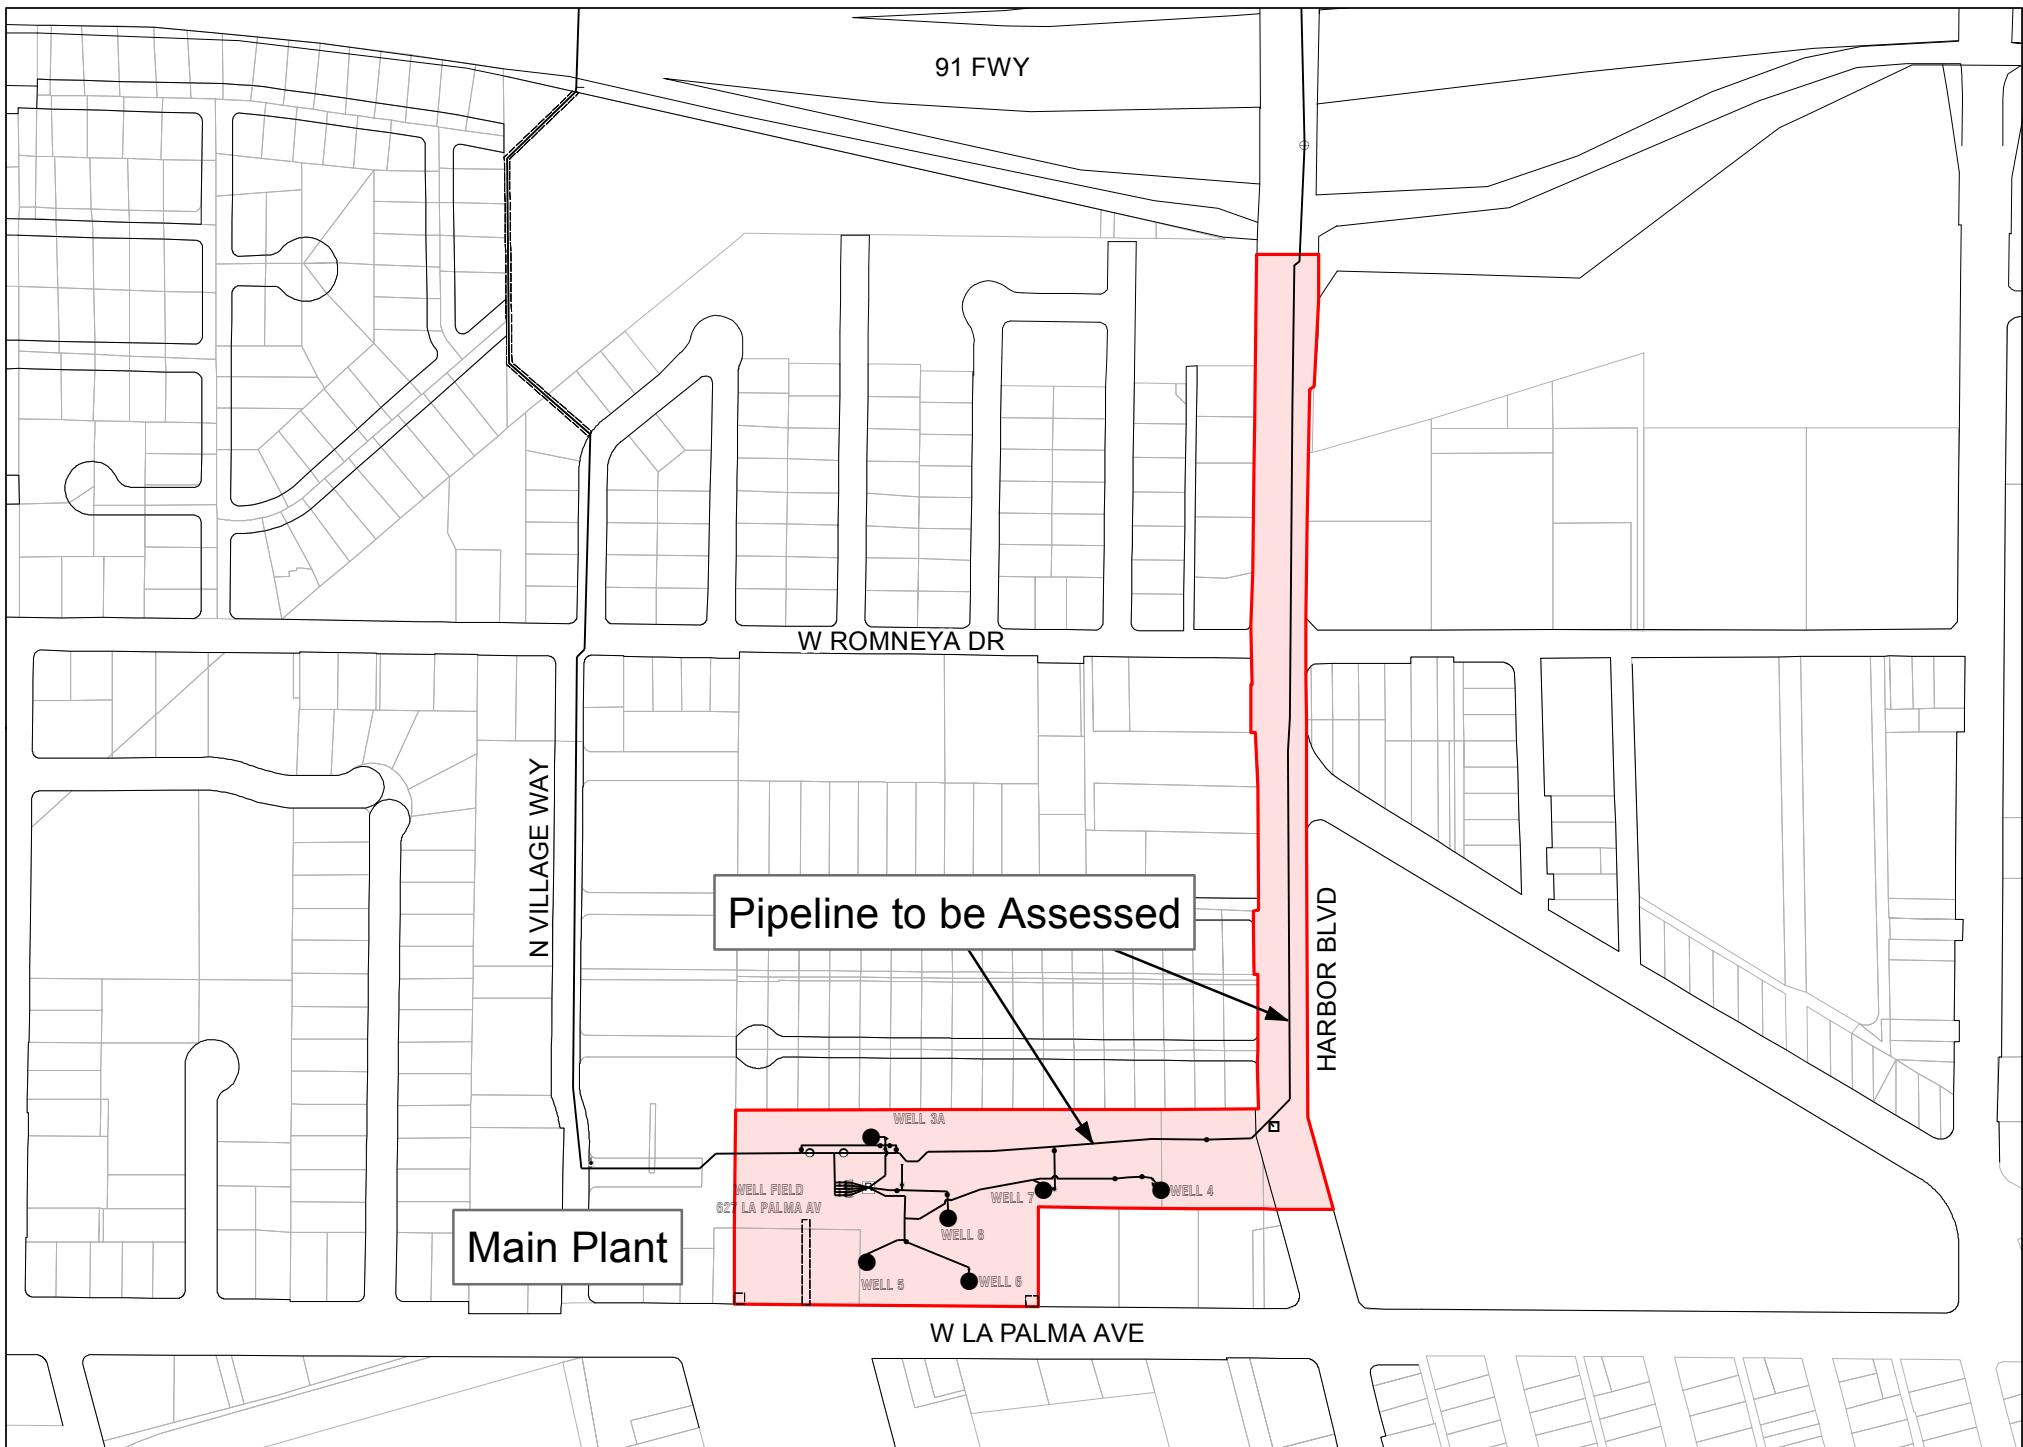 91 FWY
W ROMNEYA DR
N VILLAGE WAY
Pipeline to be Assessed
HARBOR BLVD
WELL 3A
WELL FIELD
627 LA PALMA AV
WELL 7
WELL 4
WELL 8
Main Plant
WELL 5
WELL 6
W LA PALMA AVE